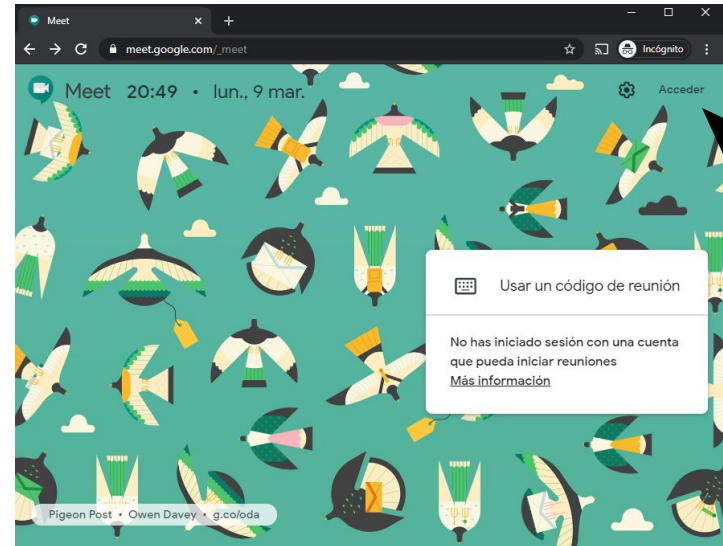 Meet
meet.google.com/_meet
Incógnito
Meet 20:49 • lun., 9 mar.
Acceder
Usar un código de reunión
No has iniciado sesión con una cuenta
que pueda iniciar reuniones
Más información
Pigeon Post • Owen Davey • g.co/oda